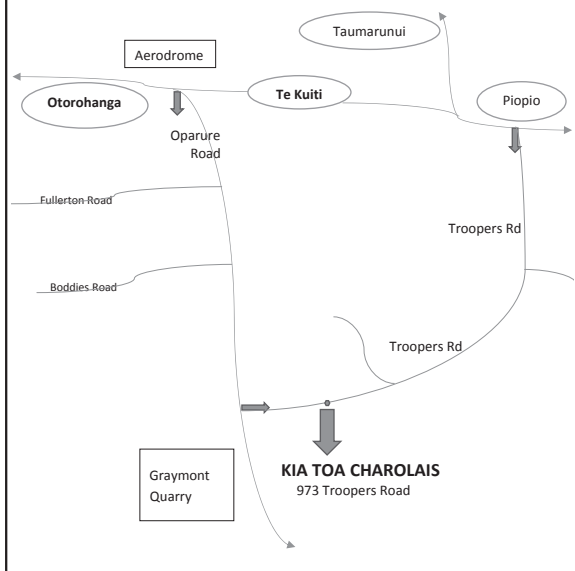 Taumarunui
Aerodrome
Otorohanga
Te Kuiti
Piopio
Oparure
Road
Fullerton Road
Troopers Rd
Boddies Road
Troopers Rd
KIA TOA CHAROLAIS
973 Troopers Road
Graymont
Quarry